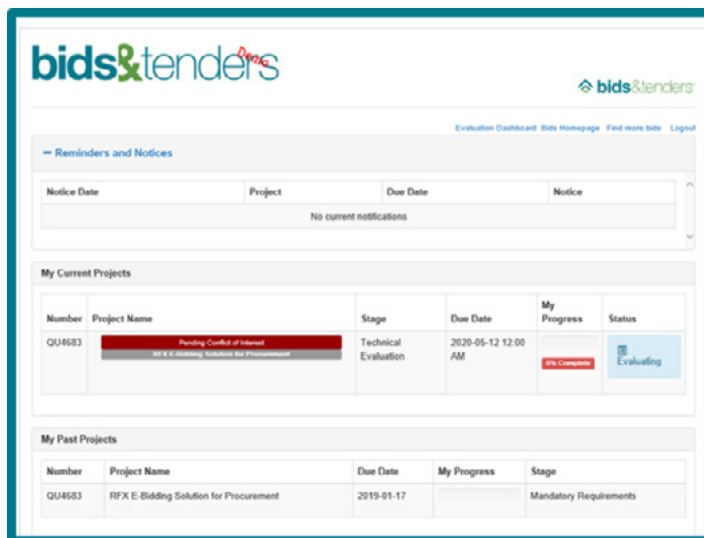 bids&tenders
Demo
bids&tenders
Evaluation Dashboard Bids Homepage Find more bids Logout
− Reminders and Notices
Notice Date Project Due Date Notice
No current notifications
My Current Projects
Number Project Name Stage Due Date My Progress Status
QU4683 Pending Conflict of Interest Technical Evaluation 2020-05-12 12:00 AM 0% Complete Evaluating
RFX E-Bidding Solution for Procurement
My Past Projects
Number Project Name Due Date My Progress Stage
QU4683 RFX E-Bidding Solution for Procurement 2019-01-17 Mandatory Requirements